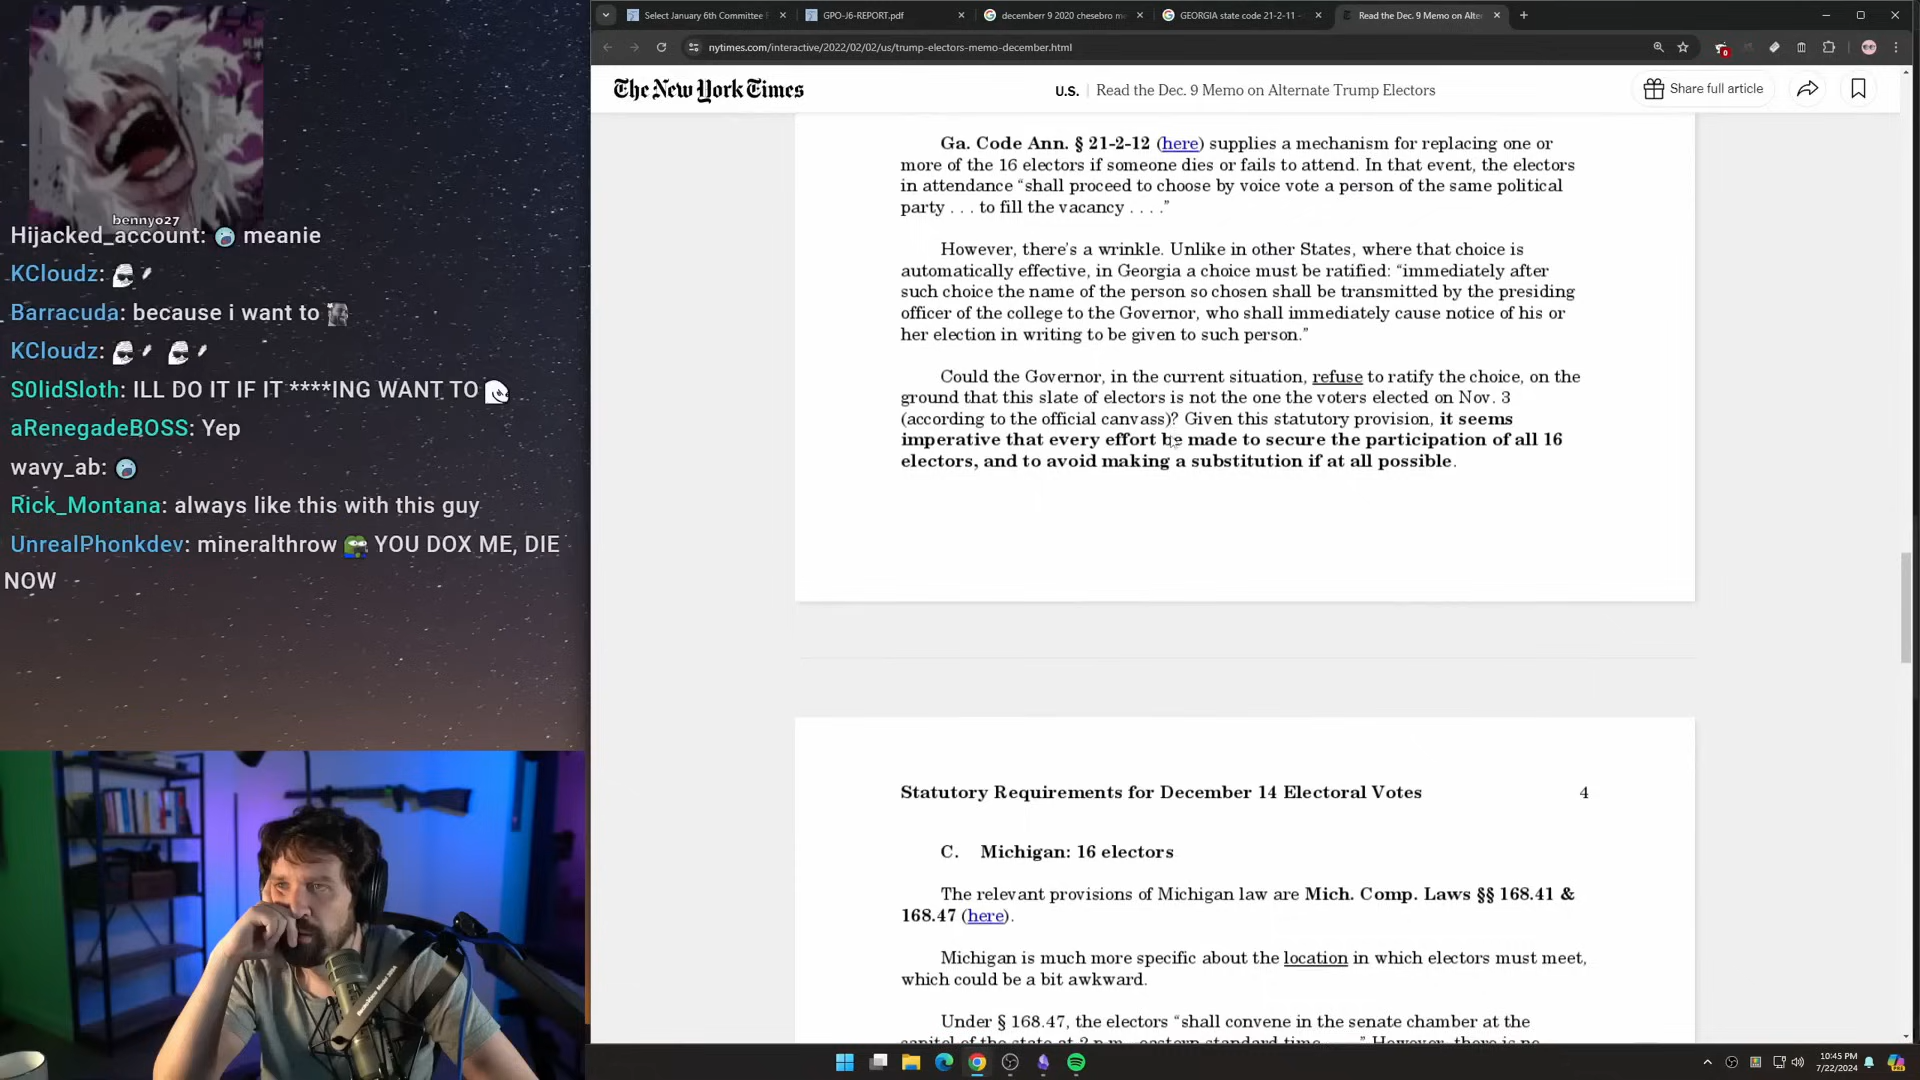 Select January 6th Committee F
GPO-J6-REPORT.pdf
decemberr 9 2020 chesebro me
GEORGIA state code 21-2-11 -
Read the Dec. 9 Memo on Alte
nytimes.com/interactive/2022/02/02/us/trump-electors-memo-december.html
The New York Times
U.S. | Read the Dec. 9 Memo on Alternate Trump Electors
Share full article
bennyo27
Hijacked_account: meanie
KCloudz:
Barracuda: because i want to
KCloudz:
S0lidSloth: ILL DO IT IF IT ****ING WANT TO
aRenegadeBOSS: Yep
wavy_ab:
Rick_Montana: always like this with this guy
UnrealPhonkdev: mineralthrow YOU DOX ME, DIE
NOW
Ga. Code Ann. § 21-2-12 (here) supplies a mechanism for replacing one or
more of the 16 electors if someone dies or fails to attend. In that event, the electors
in attendance “shall proceed to choose by voice vote a person of the same political
party . . . to fill the vacancy . . . .”
However, there’s a wrinkle. Unlike in other States, where that choice is
automatically effective, in Georgia a choice must be ratified: “immediately after
such choice the name of the person so chosen shall be transmitted by the presiding
officer of the college to the Governor, who shall immediately cause notice of his or
her election in writing to be given to such person.”
Could the Governor, in the current situation, refuse to ratify the choice, on the
ground that this slate of electors is not the one the voters elected on Nov. 3
(according to the official canvass)? Given this statutory provision, it seems
imperative that every effort be made to secure the participation of all 16
electors, and to avoid making a substitution if at all possible.
Statutory Requirements for December 14 Electoral Votes 4
C. Michigan: 16 electors
The relevant provisions of Michigan law are Mich. Comp. Laws §§ 168.41 &
168.47 (here).
Michigan is much more specific about the location in which electors must meet,
which could be a bit awkward.
Under § 168.47, the electors “shall convene in the senate chamber at the
capitol of the state at 2 p.m., eastern standard time . . . .” However, there is no
10:45 PM
7/22/2024